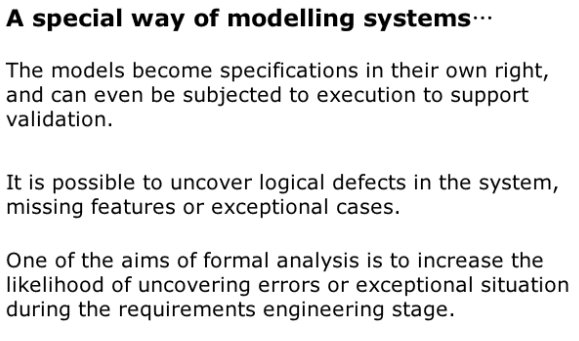 A special way of modelling systems…
The models become specifications in their own right,
and can even be subjected to execution to support
validation.
It is possible to uncover logical defects in the system,
missing features or exceptional cases.
One of the aims of formal analysis is to increase the
likelihood of uncovering errors or exceptional situation
during the requirements engineering stage.